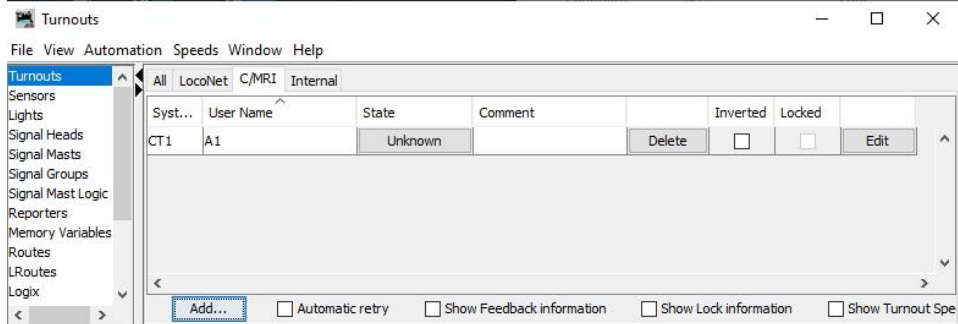 Turnouts
File View Automation Speeds Window Help
Turnouts
Sensors
Lights
Signal Heads
Signal Masts
Signal Groups
Signal Mast Logic
Reporters
Memory Variables
Routes
LRoutes
Logix
All LocoNet C/MRI Internal
Syst... User Name State Comment Inverted Locked
CT1 A1 Unknown Delete Edit
Add... Automatic retry Show Feedback information Show Lock information Show Turnout Spe